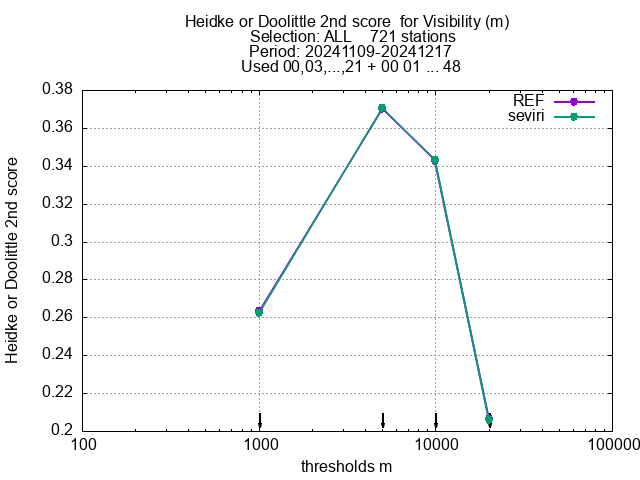 Heidke or Doolittle 2nd score  for Visibility (m)
Selection: ALL    721 stations
Period: 20241109-20241217
Used 00,03,...,21 + 00 01 ... 48
REF
seviri
0.38
0.36
0.34
0.32
0.3
0.28
0.26
0.24
0.22
0.2
Heidke or Doolittle 2nd score
100
1000
10000
100000
thresholds m